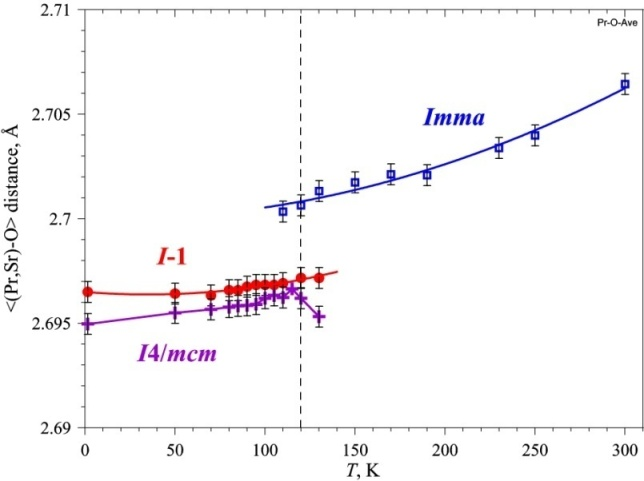 2.71
Pr-O-Ave
2.705
Imma
2.7
I-1
2.695
I4/mcm
2.69
0 50 100 150 200 250 300
T, K
<(Pr,Sr)-O> distance, Å